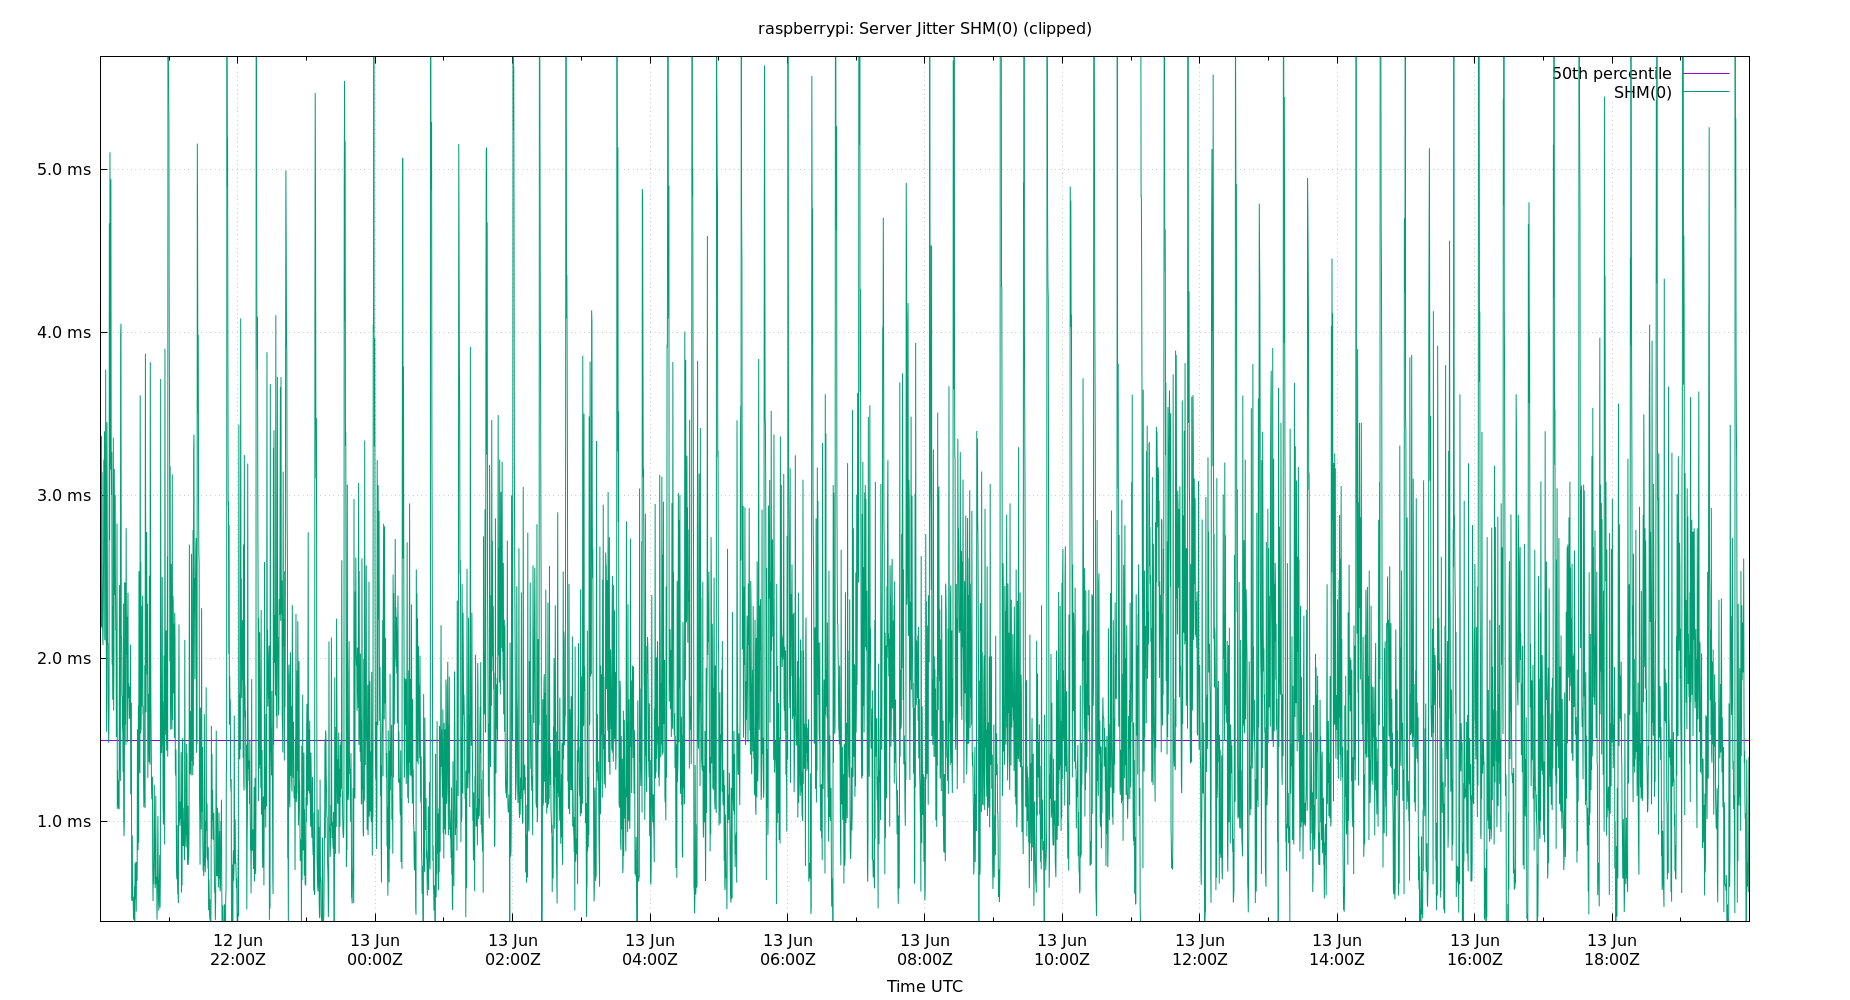 raspberrypi: Server Jitter SHM(0) (clipped)
50th percentile
SHM(0)
5.0 ms
4.0 ms
3.0 ms
2.0 ms
1.0 ms
12 Jun 13 Jun 13 Jun 13 Jun 13 Jun 13 Jun 13 Jun 13 Jun 13 Jun 13 Jun 13 Jun
22:00Z 00:00Z 02:00Z 04:00Z 06:00Z 08:00Z 10:00Z 12:00Z 14:00Z 16:00Z 18:00Z
Time UTC